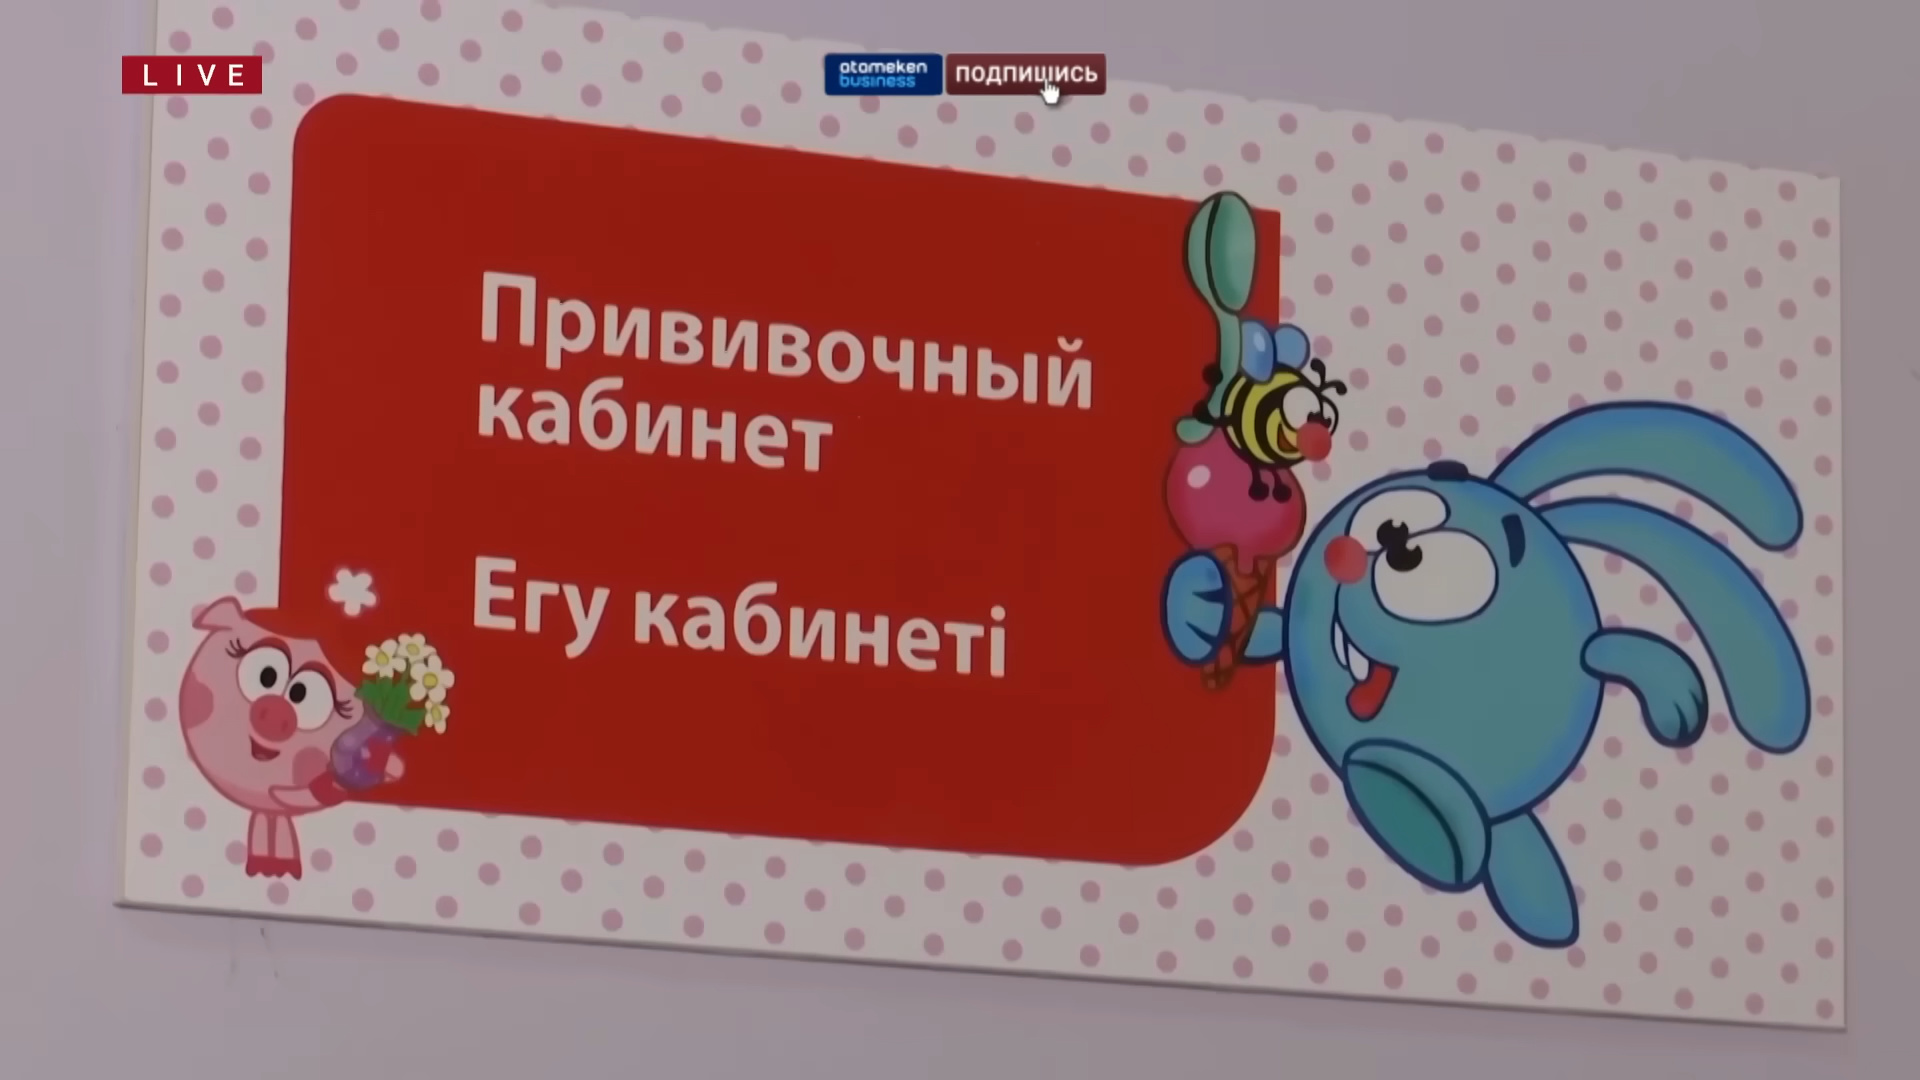 LIVE
atameken
business
ПОДПИШИСЬ
Прививочный
кабинет
Егу кабинеті